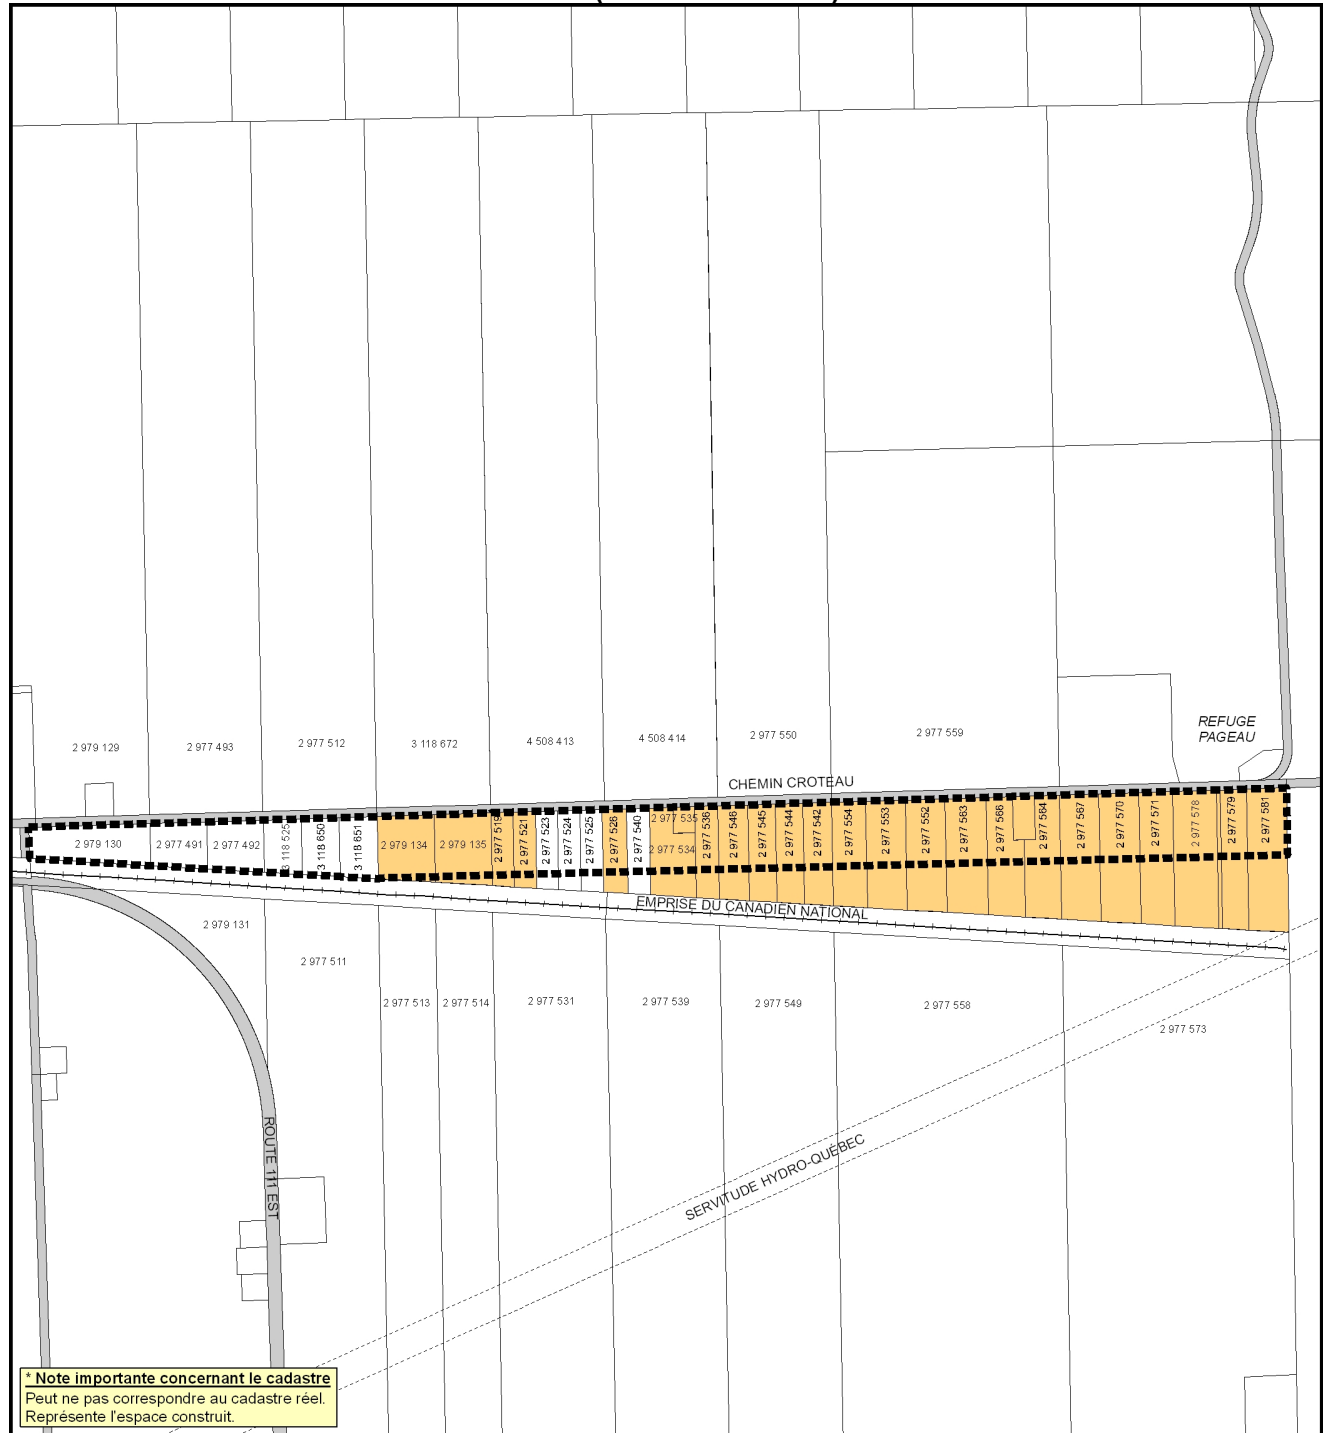 REFUGE
PAGEAU
2 979 129
2 977 493
2 977 512
3 118 672
4 508 413
4 508 414
2 977 550
2 977 559
CHEMIN CROTEAU
2 979 130
2 977 491
2 977 492
3 118 525
3 118 650
3 118 651
2 979 134
2 979 135
2 977 519
2 977 521
2 977 523
2 977 524
2 977 525
2 977 526
2 977 540
2 977 535
2 977 534
2 977 536
2 977 546
2 977 545
2 977 544
2 977 542
2 977 554
2 977 553
2 977 552
2 977 563
2 977 566
2 977 564
2 977 567
2 977 570
2 977 571
2 977 578
2 977 579
2 977 581
EMPRISE DU CANADIEN NATIONAL
2 979 131
2 977 511
2 977 513
2 977 514
2 977 531
2 977 539
2 977 549
2 977 558
2 977 573
ROUTE 111 EST
SERVITUDE HYDRO-QUÉBEC
* Note importante concernant le cadastre
Peut ne pas correspondre au cadastre réel.
Représente l'espace construit.